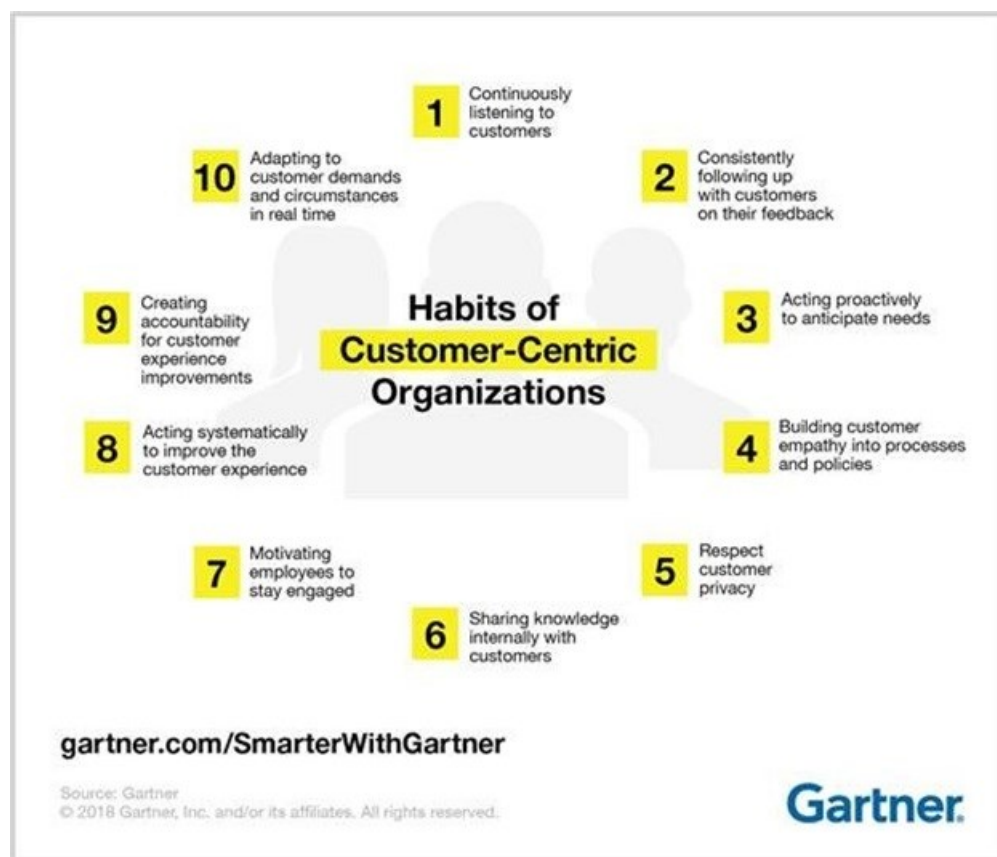 Habits of
Customer-Centric
Organizations
1
Continuously
listening to
customers
2
Consistently
following up
with customers
on their feedback
3
Acting proactively
to anticipate needs
4
Building customer
empathy into processes
and policies
5
Respect
customer
privacy
6
Sharing knowledge
internally with
customers
7
Motivating
employees to
stay engaged
8
Acting systematically
to improve the
customer experience
9
Creating
accountability
for customer
experience
improvements
10
Adapting to
customer demands
and circumstances
in real time
gartner.com/SmarterWithGartner
Source: Gartner
© 2018 Gartner, Inc. and/or its affiliates. All rights reserved.
Gartner.